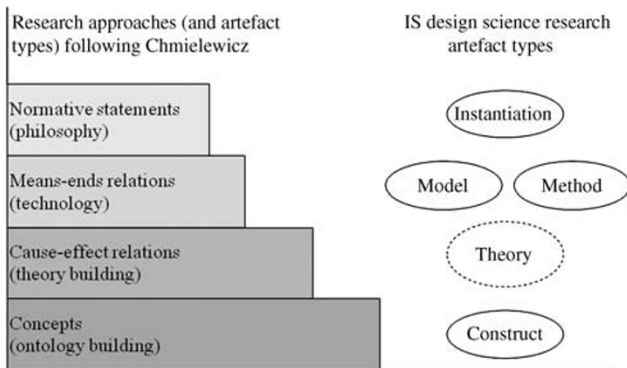 Research approaches (and artefact
types) following Chmielewicz
IS design science research
artefact types
Normative statements
(philosophy)
Instantiation
Means-ends relations
(technology)
Model
Method
Cause-effect relations
(theory building)
Theory
Concepts
(ontology building)
Construct